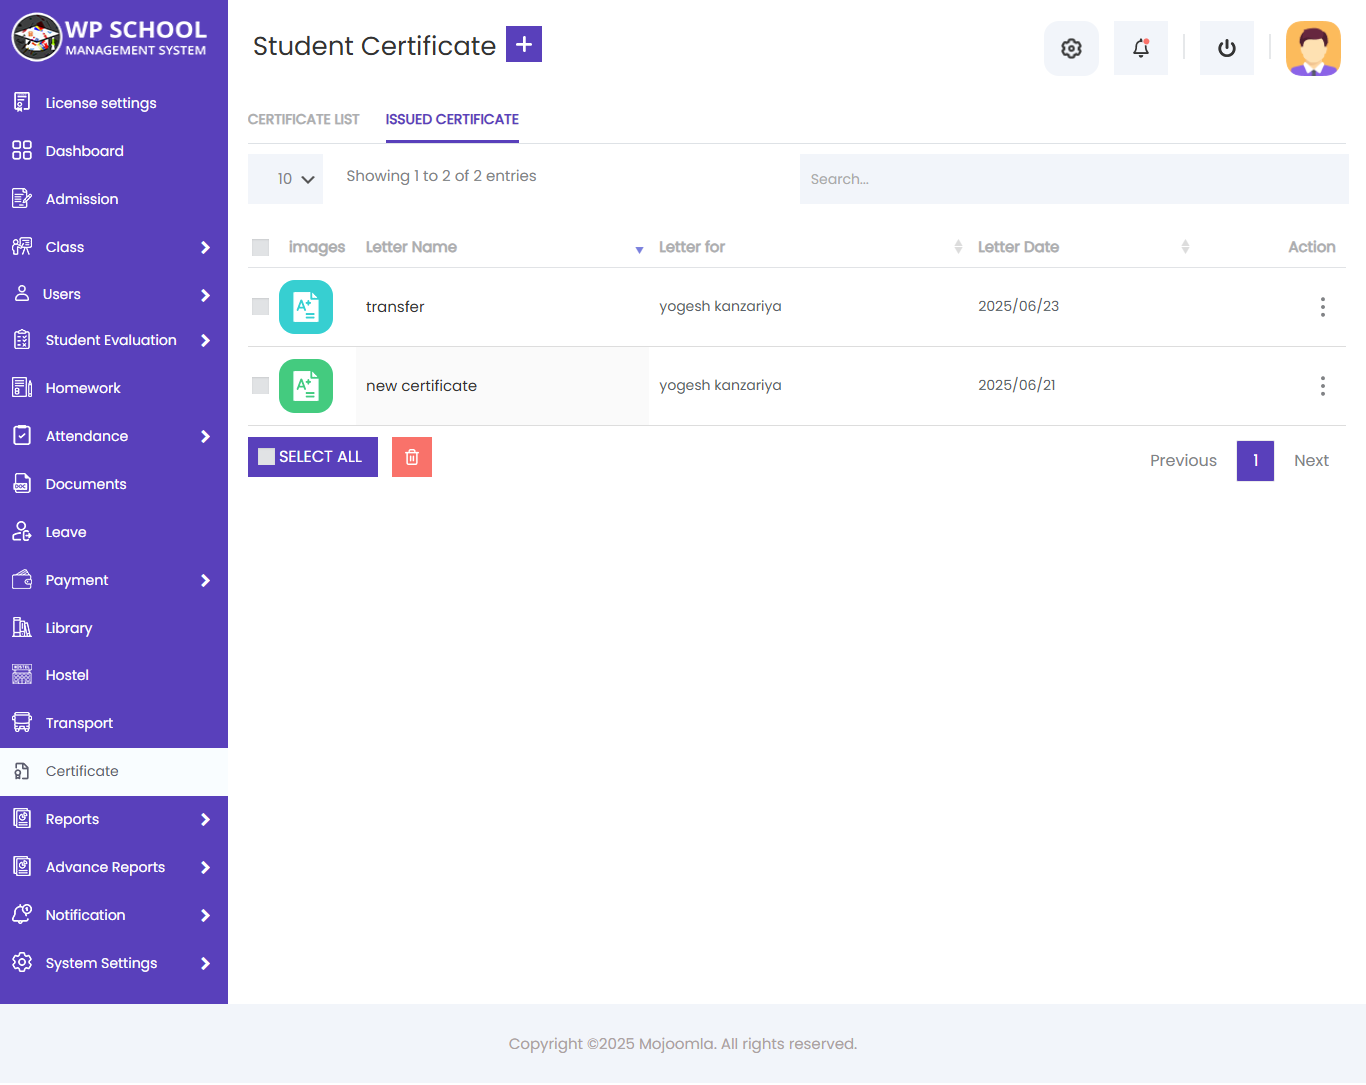 WP SCHOOL
MANAGEMENT SYSTEM
License settings
Dashboard
Admission
Class
Users
Student Evaluation
Homework
Attendance
Documents
Leave
Payment
Library
Hostel
Transport
Certificate
Reports
Advance Reports
Notification
System Settings
Student Certificate +
CERTIFICATE LIST ISSUED CERTIFICATE
10 Showing 1 to 2 of 2 entries Search...
images Letter Name Letter for Letter Date Action
A+ transfer yogesh kanzariya 2025/06/23
A+ new certificate yogesh kanzariya 2025/06/21
SELECT ALL Previous 1 Next
Copyright ©2025 Mojoomla. All rights reserved.